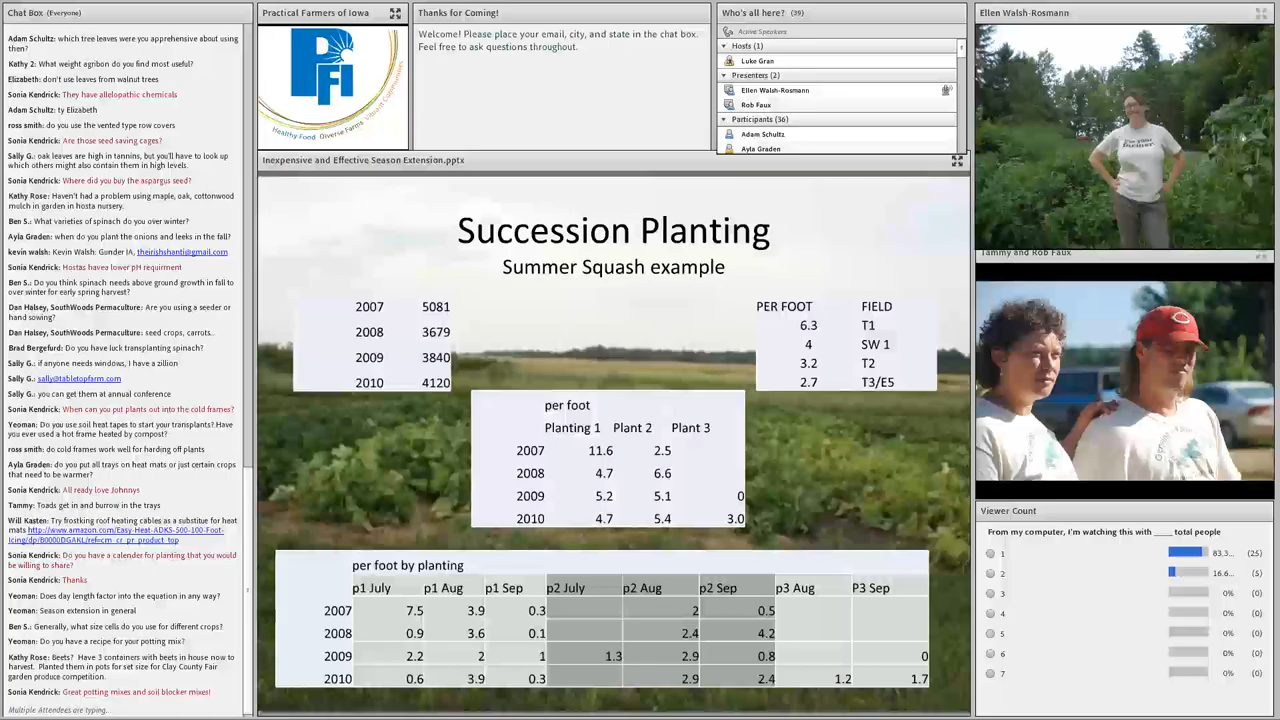 Chat Box (Everyone)
Adam Schultz: which tree leaves were you apprehensive about using
then?
Kathy 2: What weight agribon do you find most useful?
Elizabeth: don't use leaves from walnut trees
Sonia Kendrick: They have allelopathic chemicals
Adam Schultz: ty Elizabeth
ross smith: do you use the vented type row covers
Sonia Kendrick: Are those seed saving cages?
Sally G.: oak leaves are high in tannins, but you'll have to look up
which others might also contain them in high levels.
Sonia Kendrick: Where did you buy the aspargus seed?
Kathy Rose: Haven't had a problem using maple, oak, cottonwood
mulch in garden in hosta nursery.
Ben S.: What varieties of spinach do you over winter?
Ayla Graden: when do you plant the onions and leeks in the fall?
kevin walsh: Kevin Walsh: Gunder IA, theirishshanti@gmail.com
Sonia Kendrick: Hostas havea lower pH requirment
Ben S.: Do you think spinach needs above ground growth in fall to
over winter for early spring harvest?
Dan Halsey, SouthWoods Permaculture: Are you using a seeder or
hand sowing?
Dan Halsey, SouthWoods Permaculture: seed crops, carrots..
Brad Bergefurd: Do you have luck transplanting spinach?
Sally G.: if anyone needs windows, I have a zillion
Sally G.: sally@tabletopfarm.com
Sally G.: you can get them at annual conference
Sonia Kendrick: When can you put plants out into the cold frames?
Yeoman: Do you use soil heat tapes to start your transplants? Have
you ever used a hot frame heated by compost?
ross smith: do cold frames work well for harding off plants
Ayla Graden: do you put all trays on heat mats or just certain crops
that need to be warmer?
Sonia Kendrick: All ready love Johnnys
Tammy: Toads get in and burrow in the trays
Will Kasten: Try frostking roof heating cables as a substitue for heat
mats http://www.amazon.com/Easy-Heat-ADKS-500-100-Foot-
Icing/dp/B0000DGAKL/ref=cm_cr_pr_product_top
Sonia Kendrick: Do you have a calender for planting that you would
be willing to share?
Sonia Kendrick: Thanks
Yeoman: Does day length factor into the equation in any way?
Yeoman: Season extension in general
Ben S.: Generally, what size cells do you use for different crops?
Yeoman: Do you have a recipe for your potting mix?
Kathy Rose: Beets? Have 3 containers with beets in house now to
harvest. Planted them in pots for set size for Clay County Fair
garden produce competition.
Sonia Kendrick: Great potting mixes and soil blocker mixes!
Multiple Attendees are typing.
Practical Farmers of Iowa
PFI
Healthy Food Diverse Farms Vibrant Communities
Thanks for Coming!
Welcome! Please place your email, city, and state in the chat box.
Feel free to ask questions throughout.
Who's all here? (39)
Active Speakers
Hosts (1)
Luke Gran
Presenters (2)
Ellen Walsh-Rosmann
Rob Faux
Participants (36)
Adam Schultz
Ayla Graden
Inexpensive and Effective Season Extension.pptx
Succession Planting
Summer Squash example
2007 5081
2008 3679
2009 3840
2010 4120
PER FOOT FIELD
6.3 T1
4 SW 1
3.2 T2
2.7 T3/E5
per foot
Planting 1 Plant 2 Plant 3
2007 11.6 2.5
2008 4.7 6.6
2009 5.2 5.1 0
2010 4.7 5.4 3.0
per foot by planting
p1 July p1 Aug p1 Sep p2 July p2 Aug p2 Sep p3 Aug P3 Sep
2007 7.5 3.9 0.3 2 0.5
2008 0.9 3.6 0.1 2.4 4.2
2009 2.2 2 1 1.3 2.9 0.8 0
2010 0.6 3.9 0.3 2.9 2.4 1.2 1.7
Ellen Walsh-Rosmann
Tammy and Rob Faux
Viewer Count
From my computer, I'm watching this with ____ total people
1 83.3... (25)
2 16.6... (5)
3 0% (0)
4 0% (0)
5 0% (0)
6 0% (0)
7 0% (0)